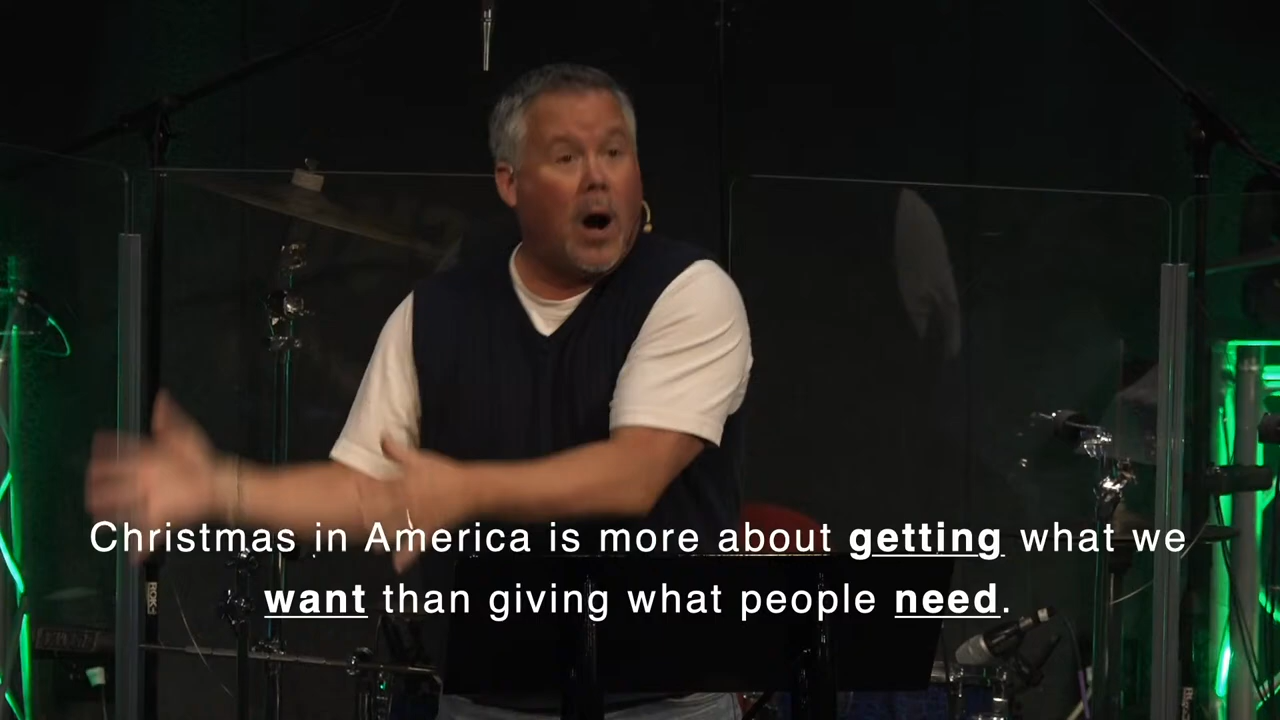 Christmas in America is more about getting what we
want than giving what people need.